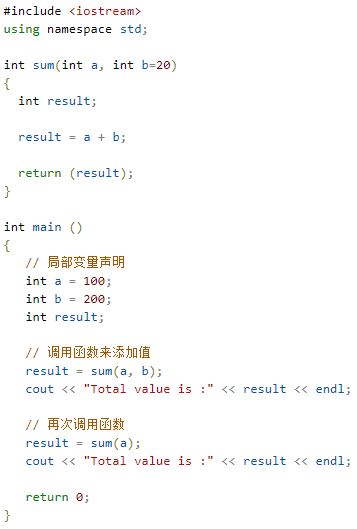 #include <iostream>
using namespace std;

int sum(int a, int b=20)
{
  int result;

  result = a + b;

  return (result);
}

int main ()
{
   // 局部变量声明
   int a = 100;
   int b = 200;
   int result;

   // 调用函数来添加值
   result = sum(a, b);
   cout << "Total value is :" << result << endl;

   // 再次调用函数
   result = sum(a);
   cout << "Total value is :" << result << endl;

   return 0;
}